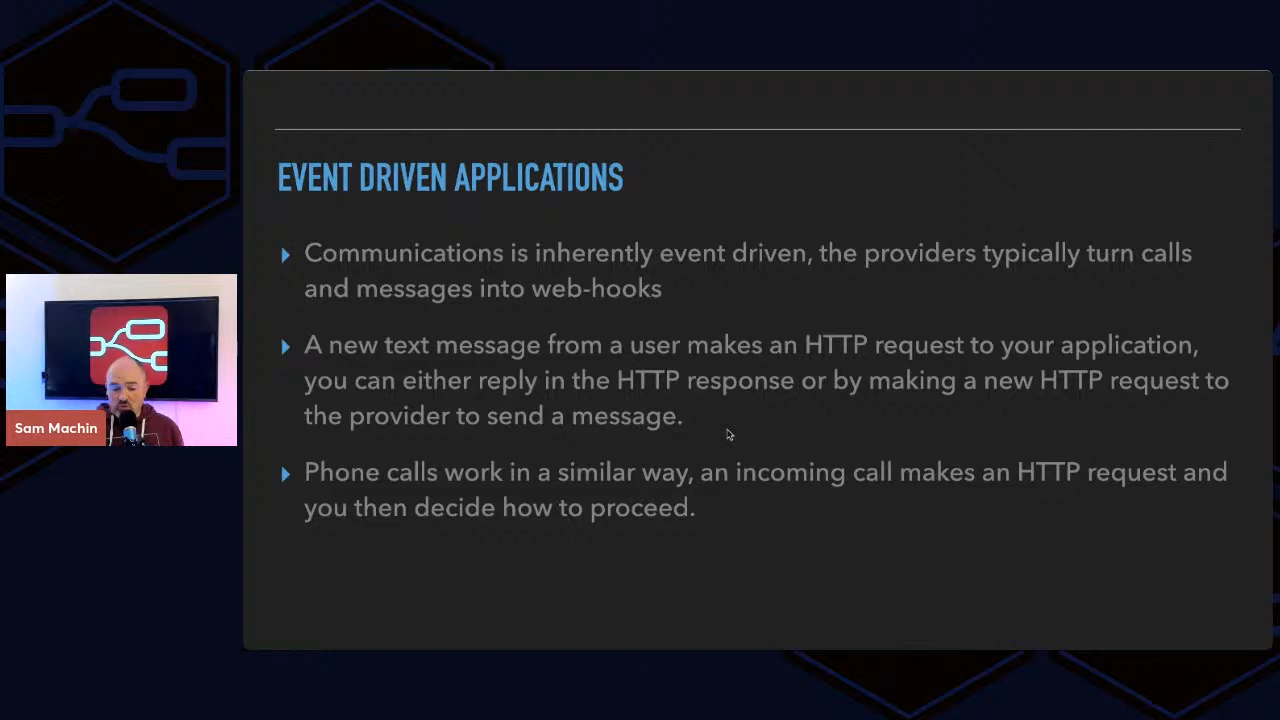 EVENT DRIVEN APPLICATIONS
Communications is inherently event driven, the providers typically turn calls
and messages into web-hooks
A new text message from a user makes an HTTP request to your application,
you can either reply in the HTTP response or by making a new HTTP request to
the provider to send a message.
Sam Machin
Phone calls work in a similar way, an incoming call makes an HTTP request and
you then decide how to proceed.